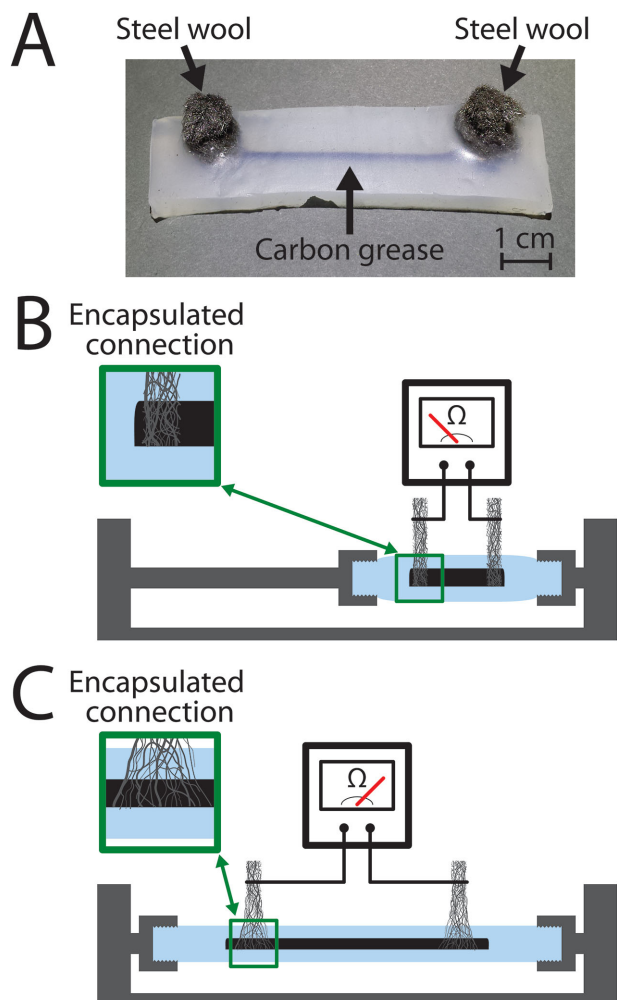 A
Steel wool
Steel wool
Carbon grease
1 cm
B
Encapsulated
connection
Ω
C
Encapsulated
connection
Ω